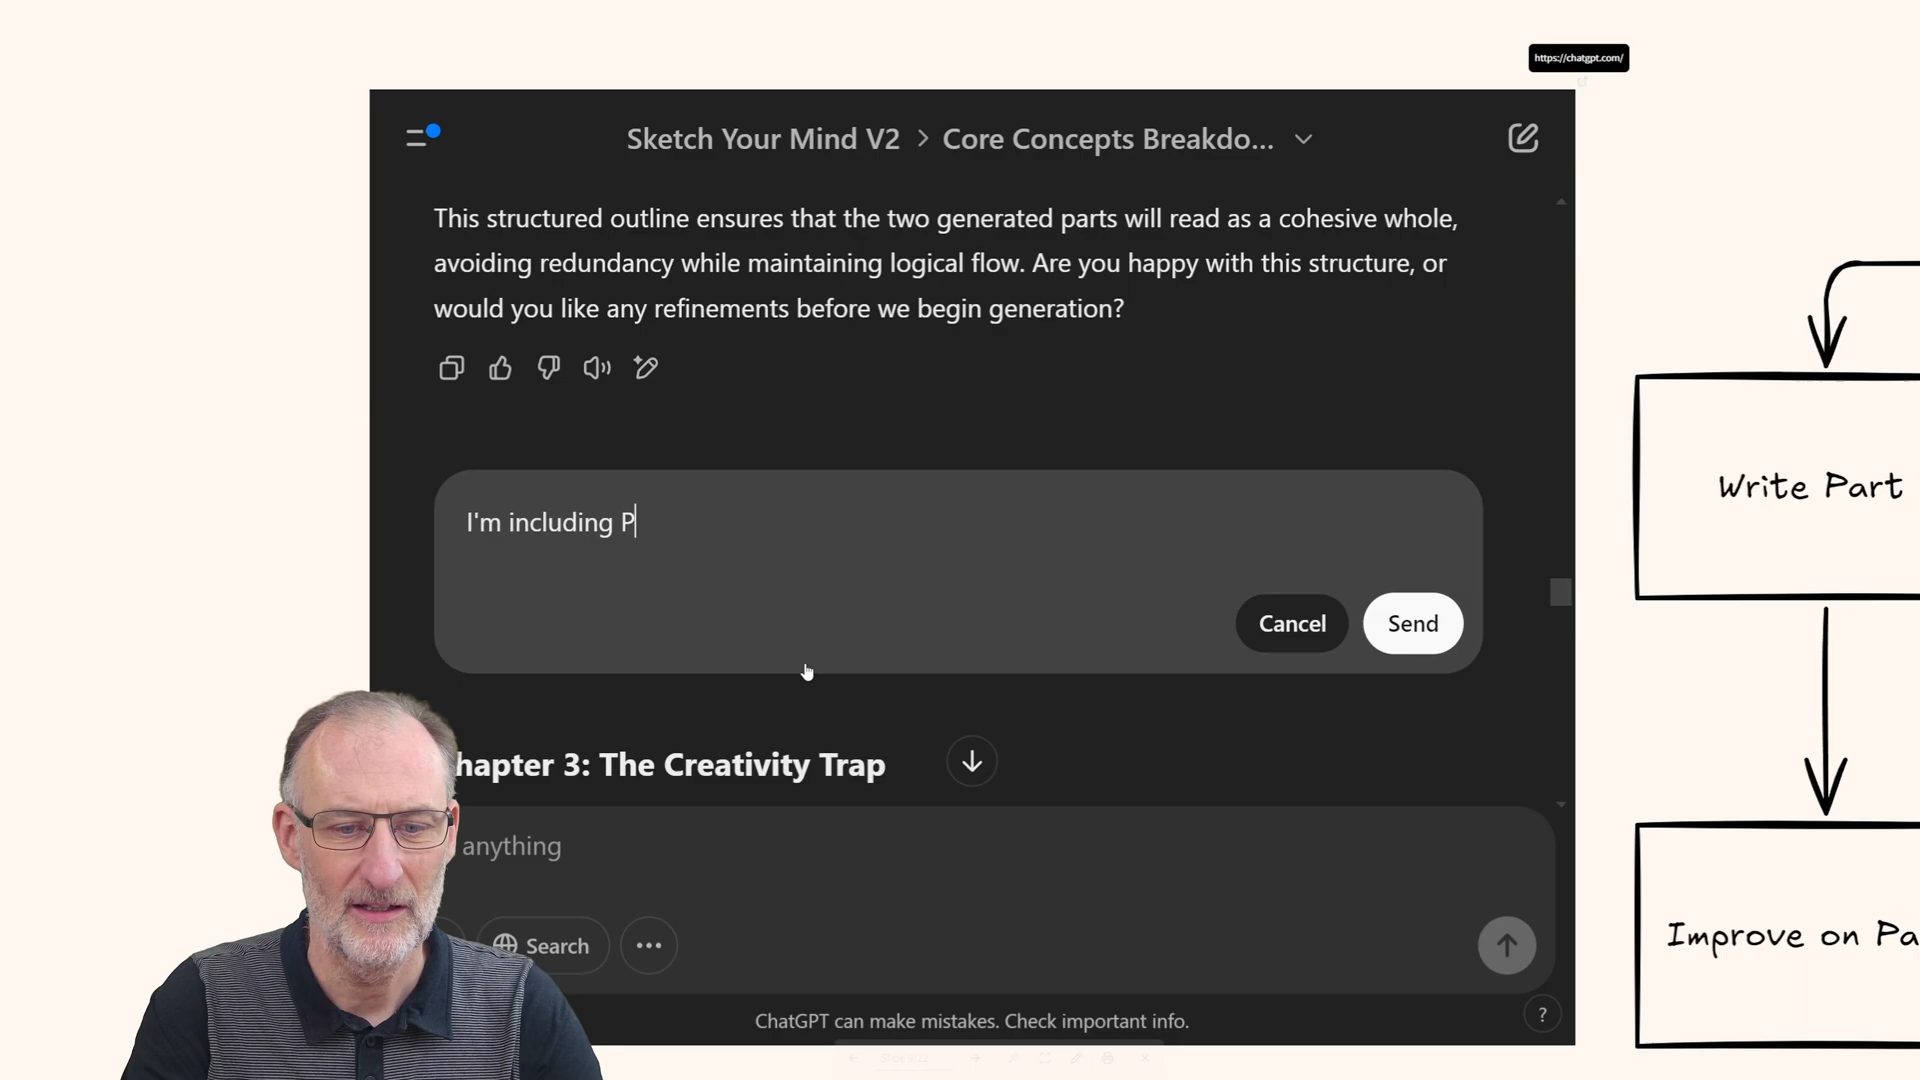 https://chatgpt.com/
Sketch Your Mind V2 > Core Concepts Breakdo...
This structured outline ensures that the two generated parts will read as a cohesive whole,
avoiding redundancy while maintaining logical flow. Are you happy with this structure, or
would you like any refinements before we begin generation?
Write Part
I'm including P
Cancel
Send
hapter 3: The Creativity Trap
anything
Improve on Pa
Search
ChatGPT can make mistakes. Check important info.
?